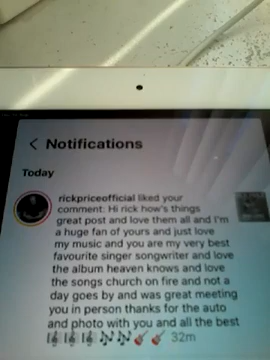 < Notifications
Today
rickpriceofficial liked your
comment: Hi rick how's things
great post and love them all and I'm
a huge fan of yours and just love
my music and you are my very best
favourite singer songwriter and love
the album heaven knows and love
the songs church on fire and not a
day goes by and was great meeting
you in person thanks for the auto
and photo with you and all the best
🎼🎼🎼🎶🎶🎸🎸 32m